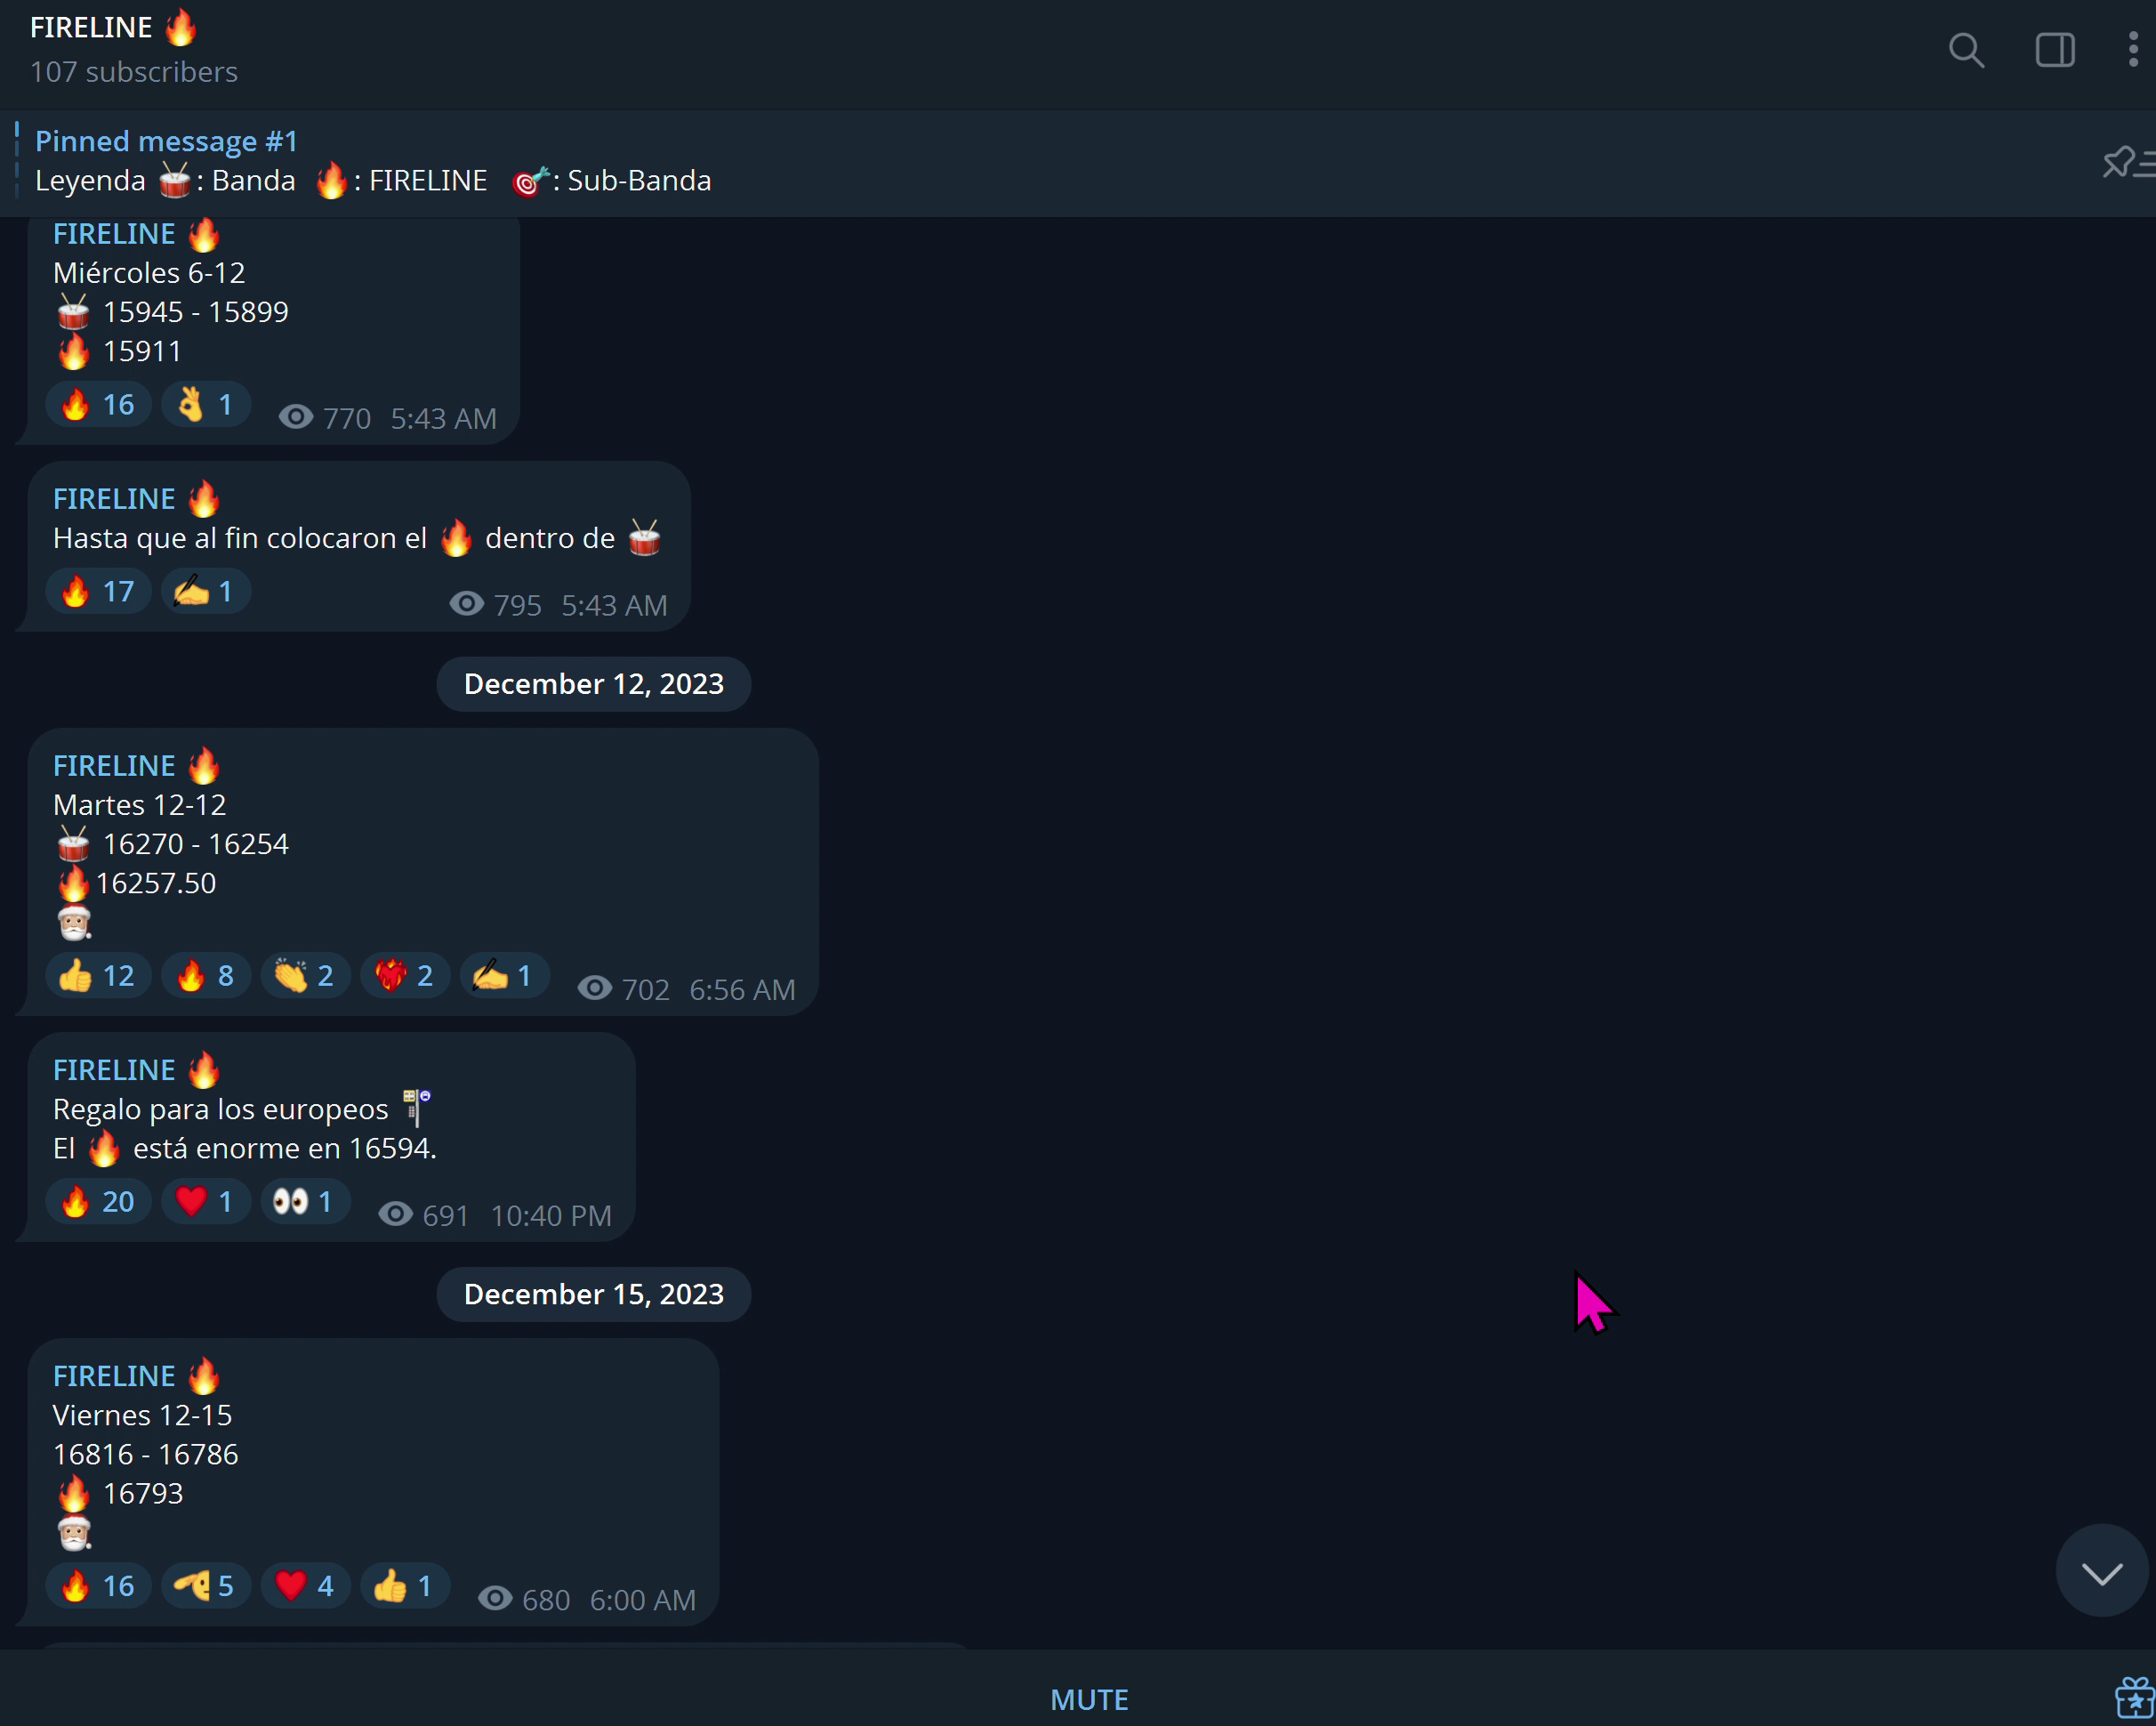 FIRELINE 🔥
107 subscribers
Pinned message #1
Leyenda 🥁: Banda 🔥: FIRELINE 🎯: Sub-Banda
FIRELINE 🔥
Miércoles 6-12
🥁 15945 - 15899
🔥 15911
🔥 16 👌 1 770 5:43 AM
FIRELINE 🔥
Hasta que al fin colocaron el 🔥 dentro de 🥁
🔥 17 ✍ 1 795 5:43 AM
December 12, 2023
FIRELINE 🔥
Martes 12-12
🥁 16270 - 16254
🔥16257.50
🎅🏼
👍 12 🔥 8 👏 2 ❤️‍🔥 2 ✍ 1 702 6:56 AM
FIRELINE 🔥
Regalo para los europeos 🚏
El 🔥 está enorme en 16594.
🔥 20 ❤ 1 👀 1 691 10:40 PM
December 15, 2023
FIRELINE 🔥
Viernes 12-15
16816 - 16786
🔥 16793
🎅🏼
🔥 16 🫡 5 ❤ 4 👍 1 680 6:00 AM
MUTE